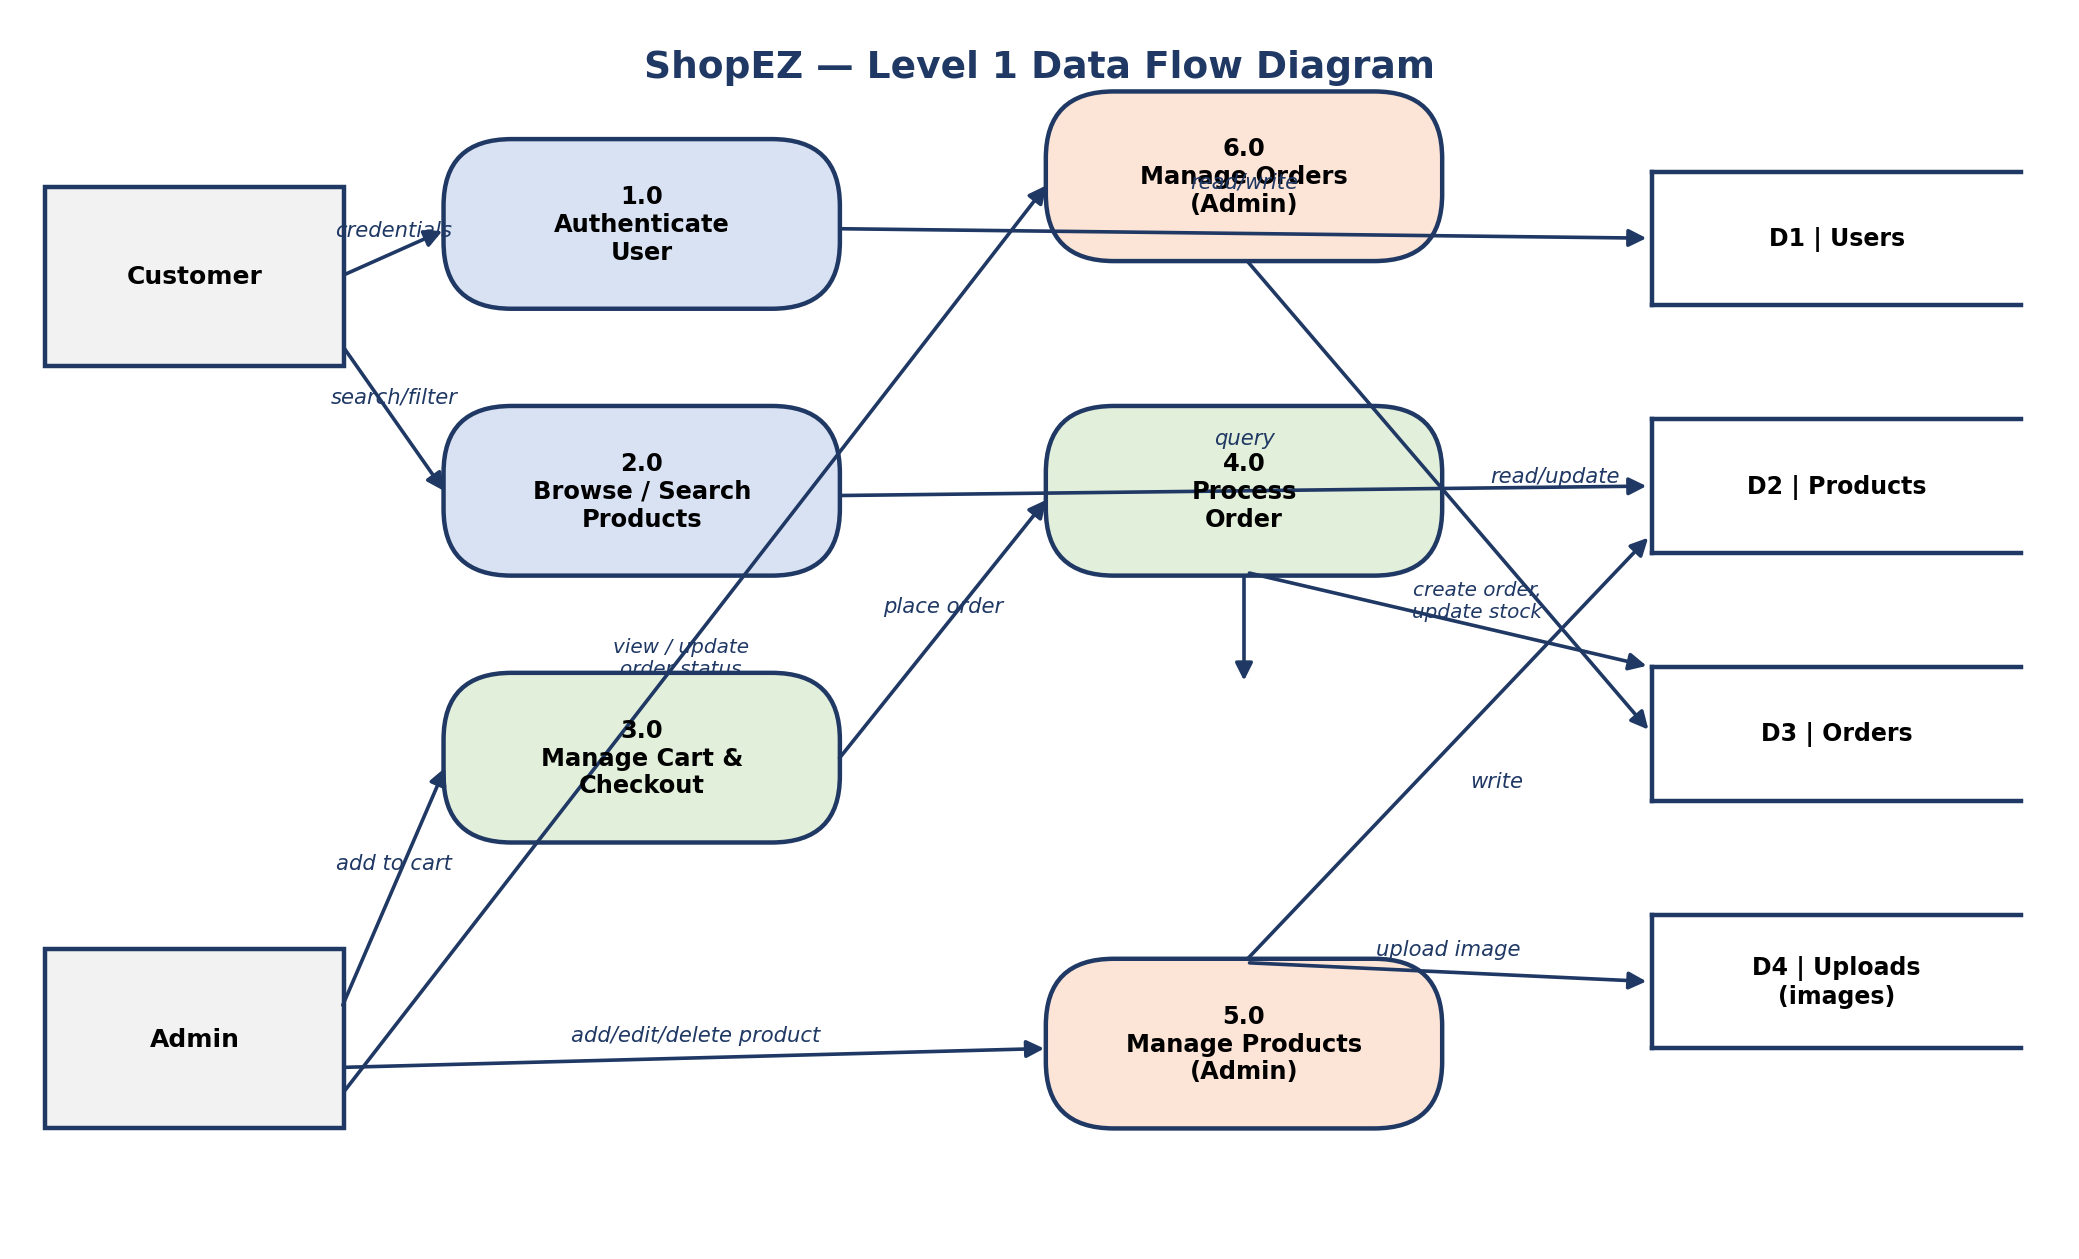 ShopEZ — Level 1 Data Flow Diagram
Customer
credentials
search/filter
1.0
Authenticate
User
6.0
Manage Orders
(Admin)
read/write
D1 | Users
2.0
Browse / Search
Products
query
4.0
Process
Order
read/update
D2 | Products
place order
create order,
update stock
view / update
order status
3.0
Manage Cart &
Checkout
D3 | Orders
write
add to cart
Admin
add/edit/delete product
upload image
5.0
Manage Products
(Admin)
D4 | Uploads
(images)